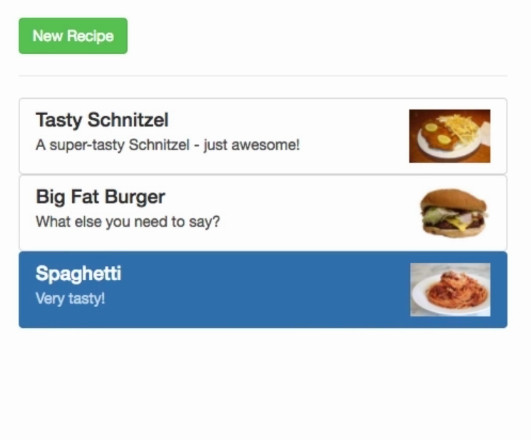 New Recipe
Tasty Schnitzel
A super-tasty Schnitzel - just awesome!
Big Fat Burger
What else you need to say?
Spaghetti
Very tasty!